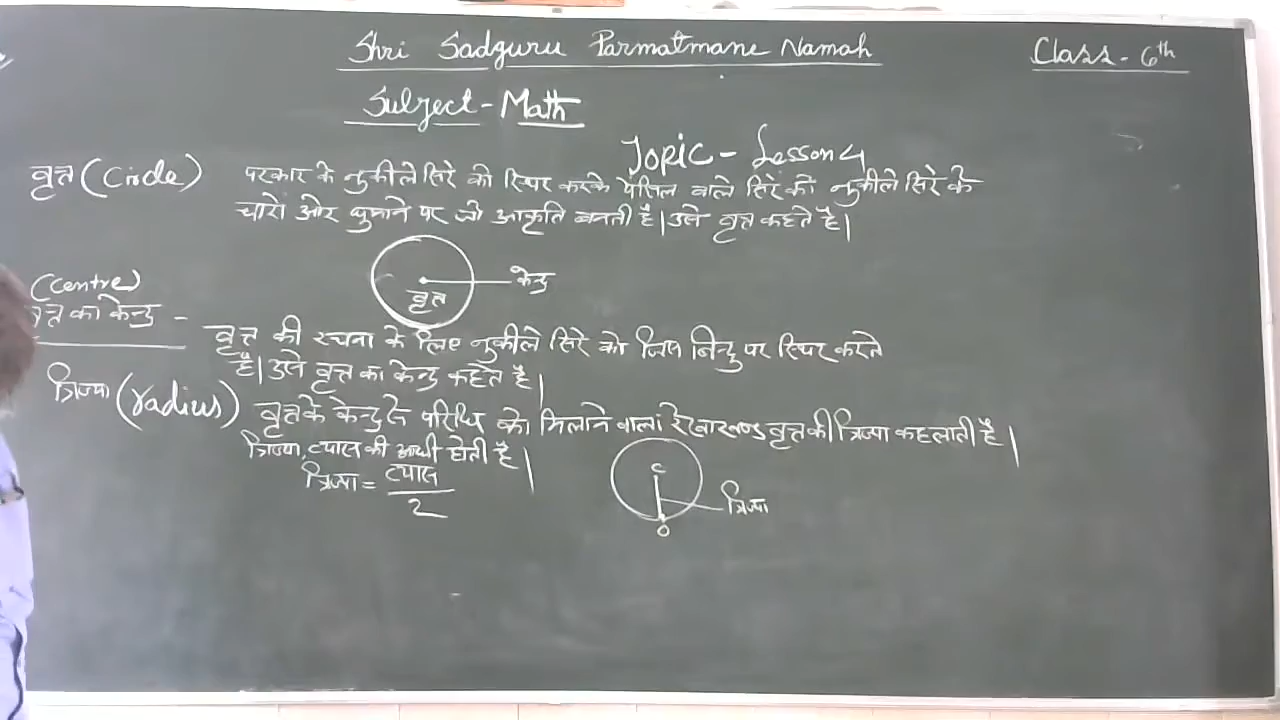 Shri Sadguru Parmatmane Namah
Class - 6th
Subject - Math
Topic - Lesson 4
वृत्त (Circle) परकार के नुकीले सिरे को स्थिर करके पेंसिल वाले सिरे को नुकीले सिरे के
चारो ओर घुमाने पर जो आकृति बनती है। उसे वृत्त कहते है।
केन्द्र
वृत्त
(Centre)
वृत्त का केन्द्र -
वृत्त की रचना के लिए नुकीले सिरे को जिस बिन्दु पर स्थिर करते
है। उसे वृत्त का केन्द्र कहते है।
त्रिज्या (radius) वृत्त के केन्द्र से परिधि को मिलाने वाला रेखाखण्ड वृत्त की त्रिज्या कहलाती है।
त्रिज्या, व्यास की आधी होती है।
त्रिज्या = व्यास
2
C
त्रिज्या
O